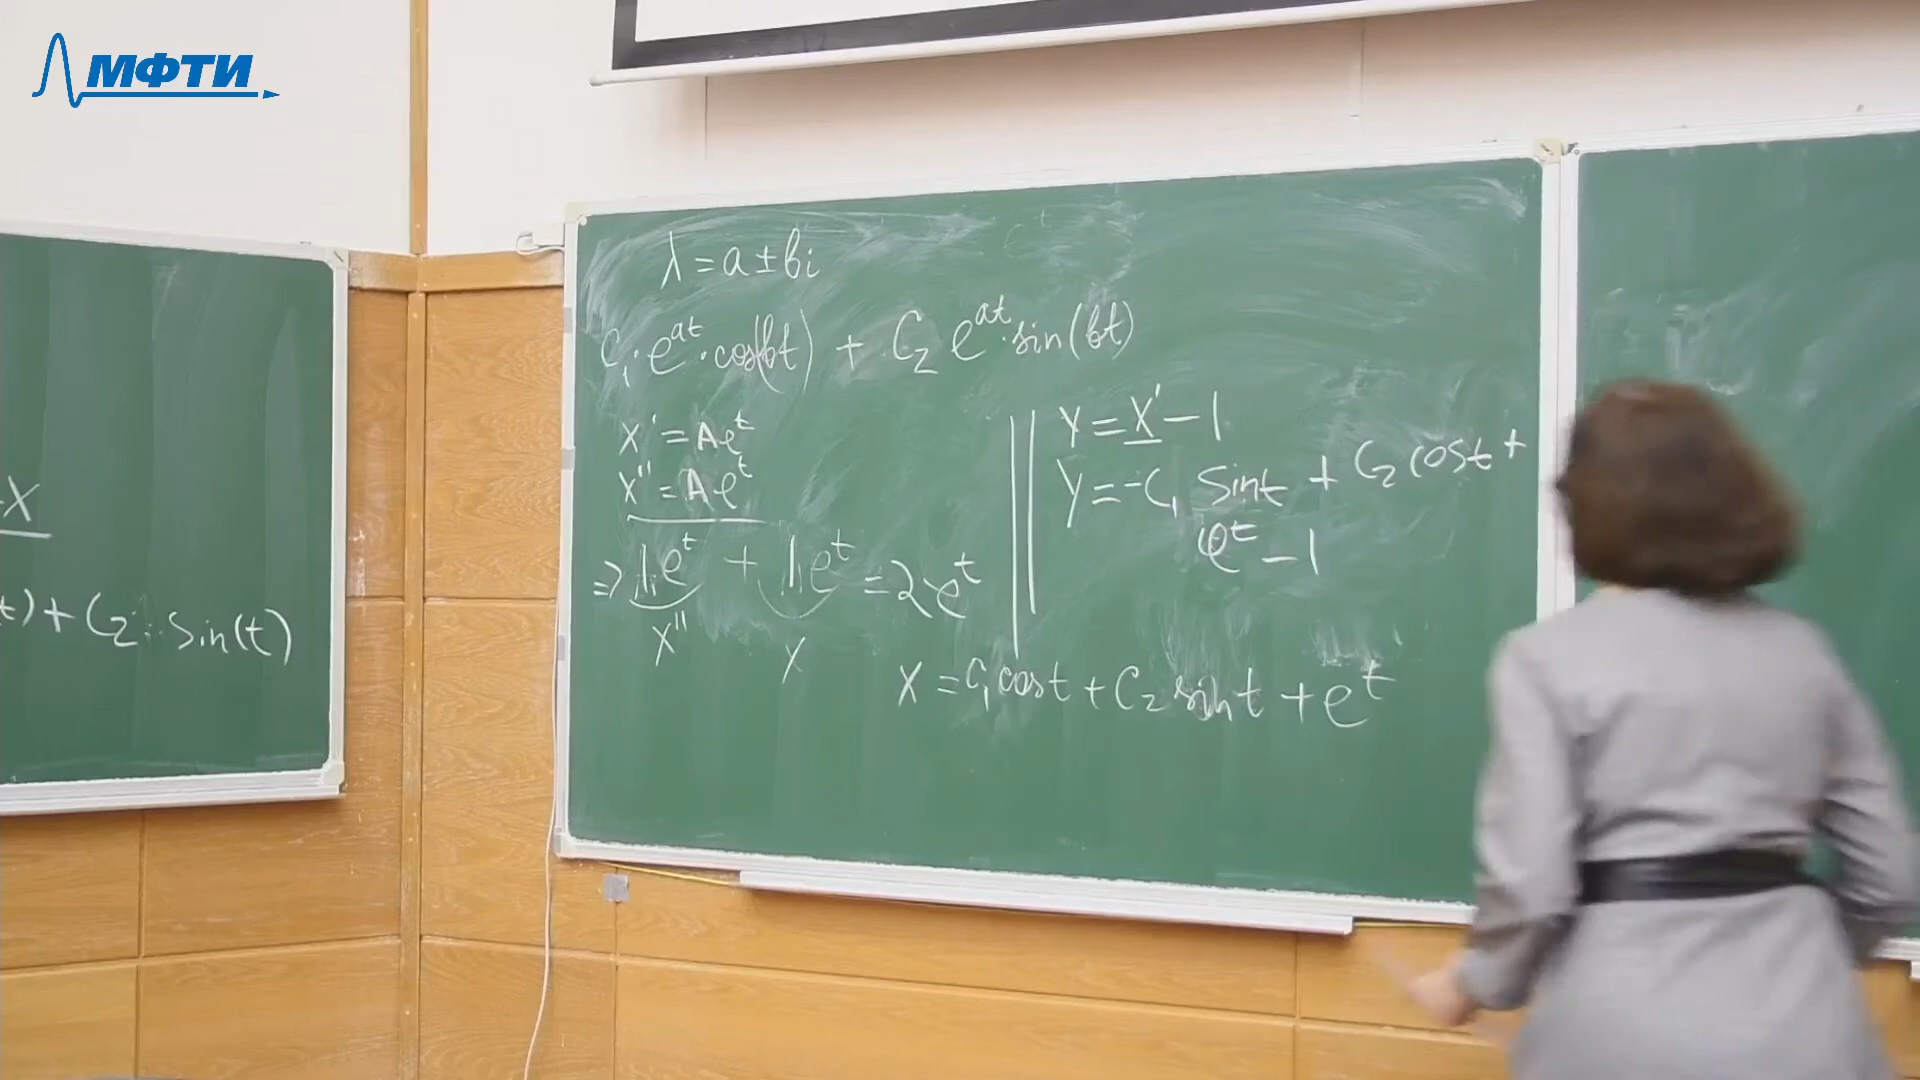 МФТИ
X
t) + C₂ · sin(t)
λ = a ± bi
C₁ · e^{at} · cos(bt) + C₂ e^{at} · sin(bt)
x' = Ae^t
x'' = Ae^t
⇒ 1·e^t + 1·e^t = 2e^t
x'' x
y = x' − 1
y = −C₁ sint + C₂ cost +
e^t − 1
x = C₁ cost + C₂ sint + e^t